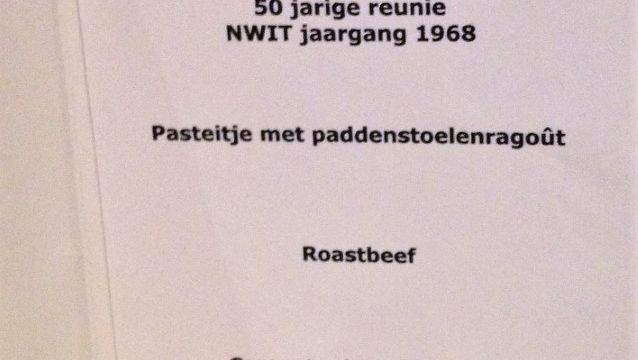 50 jarige reunie
NWIT jaargang 1968
Pasteitje met paddenstoelenragoût
Roastbeef